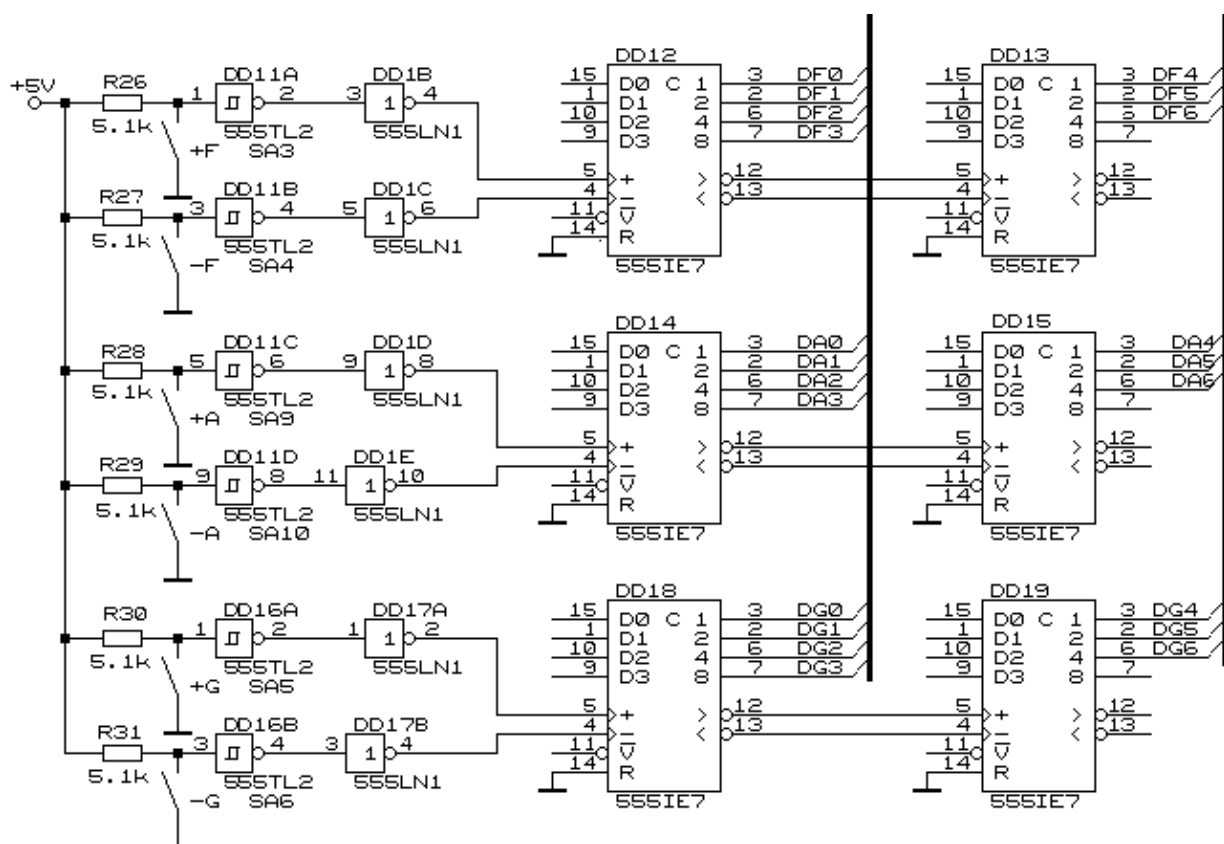 +5V
R26
5.1k
1 DD11A 2
555TL2
+F SA3
3 DD1B 4
1
555LN1
R27
5.1k
3 DD11B 4
555TL2
-F SA4
5 DD1C 6
1
555LN1
DD12
15 D0 C 1 3 DF0
1 D1 2 2 DF1
10 D2 4 6 DF2
9 D3 8 7 DF3
5 + > 12
4 - < 13
11 V
14 R
555IE7
DD13
15 D0 C 1 3 DF4
1 D1 2 2 DF5
10 D2 4 6 DF6
9 D3 8 7
5 + > 12
4 - < 13
11 V
14 R
555IE7
R28
5.1k
5 DD11C 6
555TL2
+A SA9
9 DD1D 8
1
555LN1
R29
5.1k
9 DD11D 8
555TL2
-A SA10
11 DD1E 10
1
555LN1
DD14
15 D0 C 1 3 DA0
1 D1 2 2 DA1
10 D2 4 6 DA2
9 D3 8 7 DA3
5 + > 12
4 - < 13
11 V
14 R
555IE7
DD15
15 D0 C 1 3 DA4
1 D1 2 2 DA5
10 D2 4 6 DA6
9 D3 8 7
5 + > 12
4 - < 13
11 V
14 R
555IE7
R30
5.1k
1 DD16A 2
555TL2
+G SA5
1 DD17A 2
1
555LN1
R31
5.1k
3 DD16B 4
555TL2
-G SA6
3 DD17B 4
1
555LN1
DD18
15 D0 C 1 3 DG0
1 D1 2 2 DG1
10 D2 4 6 DG2
9 D3 8 7 DG3
5 + > 12
4 - < 13
11 V
14 R
555IE7
DD19
15 D0 C 1 3 DG4
1 D1 2 2 DG5
10 D2 4 6 DG6
9 D3 8 7
5 + > 12
4 - < 13
11 V
14 R
555IE7